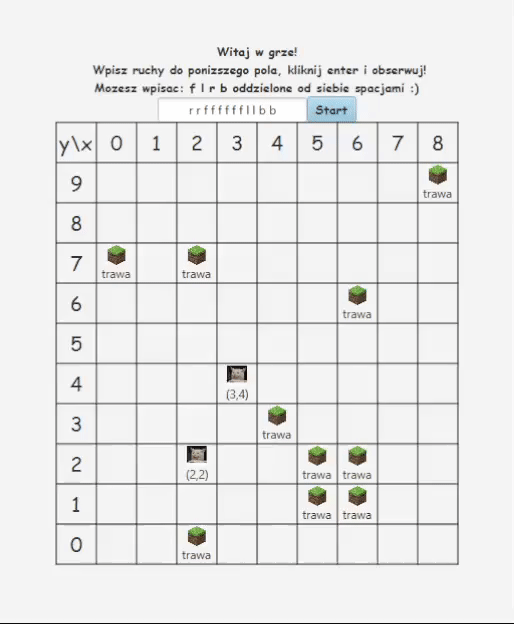 Witaj w grze!
Wpisz ruchy do ponizszego pola, kliknij enter i obserwuj!
Mozesz wpisac: f l r b oddzielone od siebie spacjami :)
r r f f f f f f f l l b b Start
y\x 0 1 2 3 4 5 6 7 8
9 trawa
8
7 trawa trawa
6 trawa
5
4 (3,4)
3 trawa
2 (2,2) trawa trawa
1 trawa trawa
0 trawa